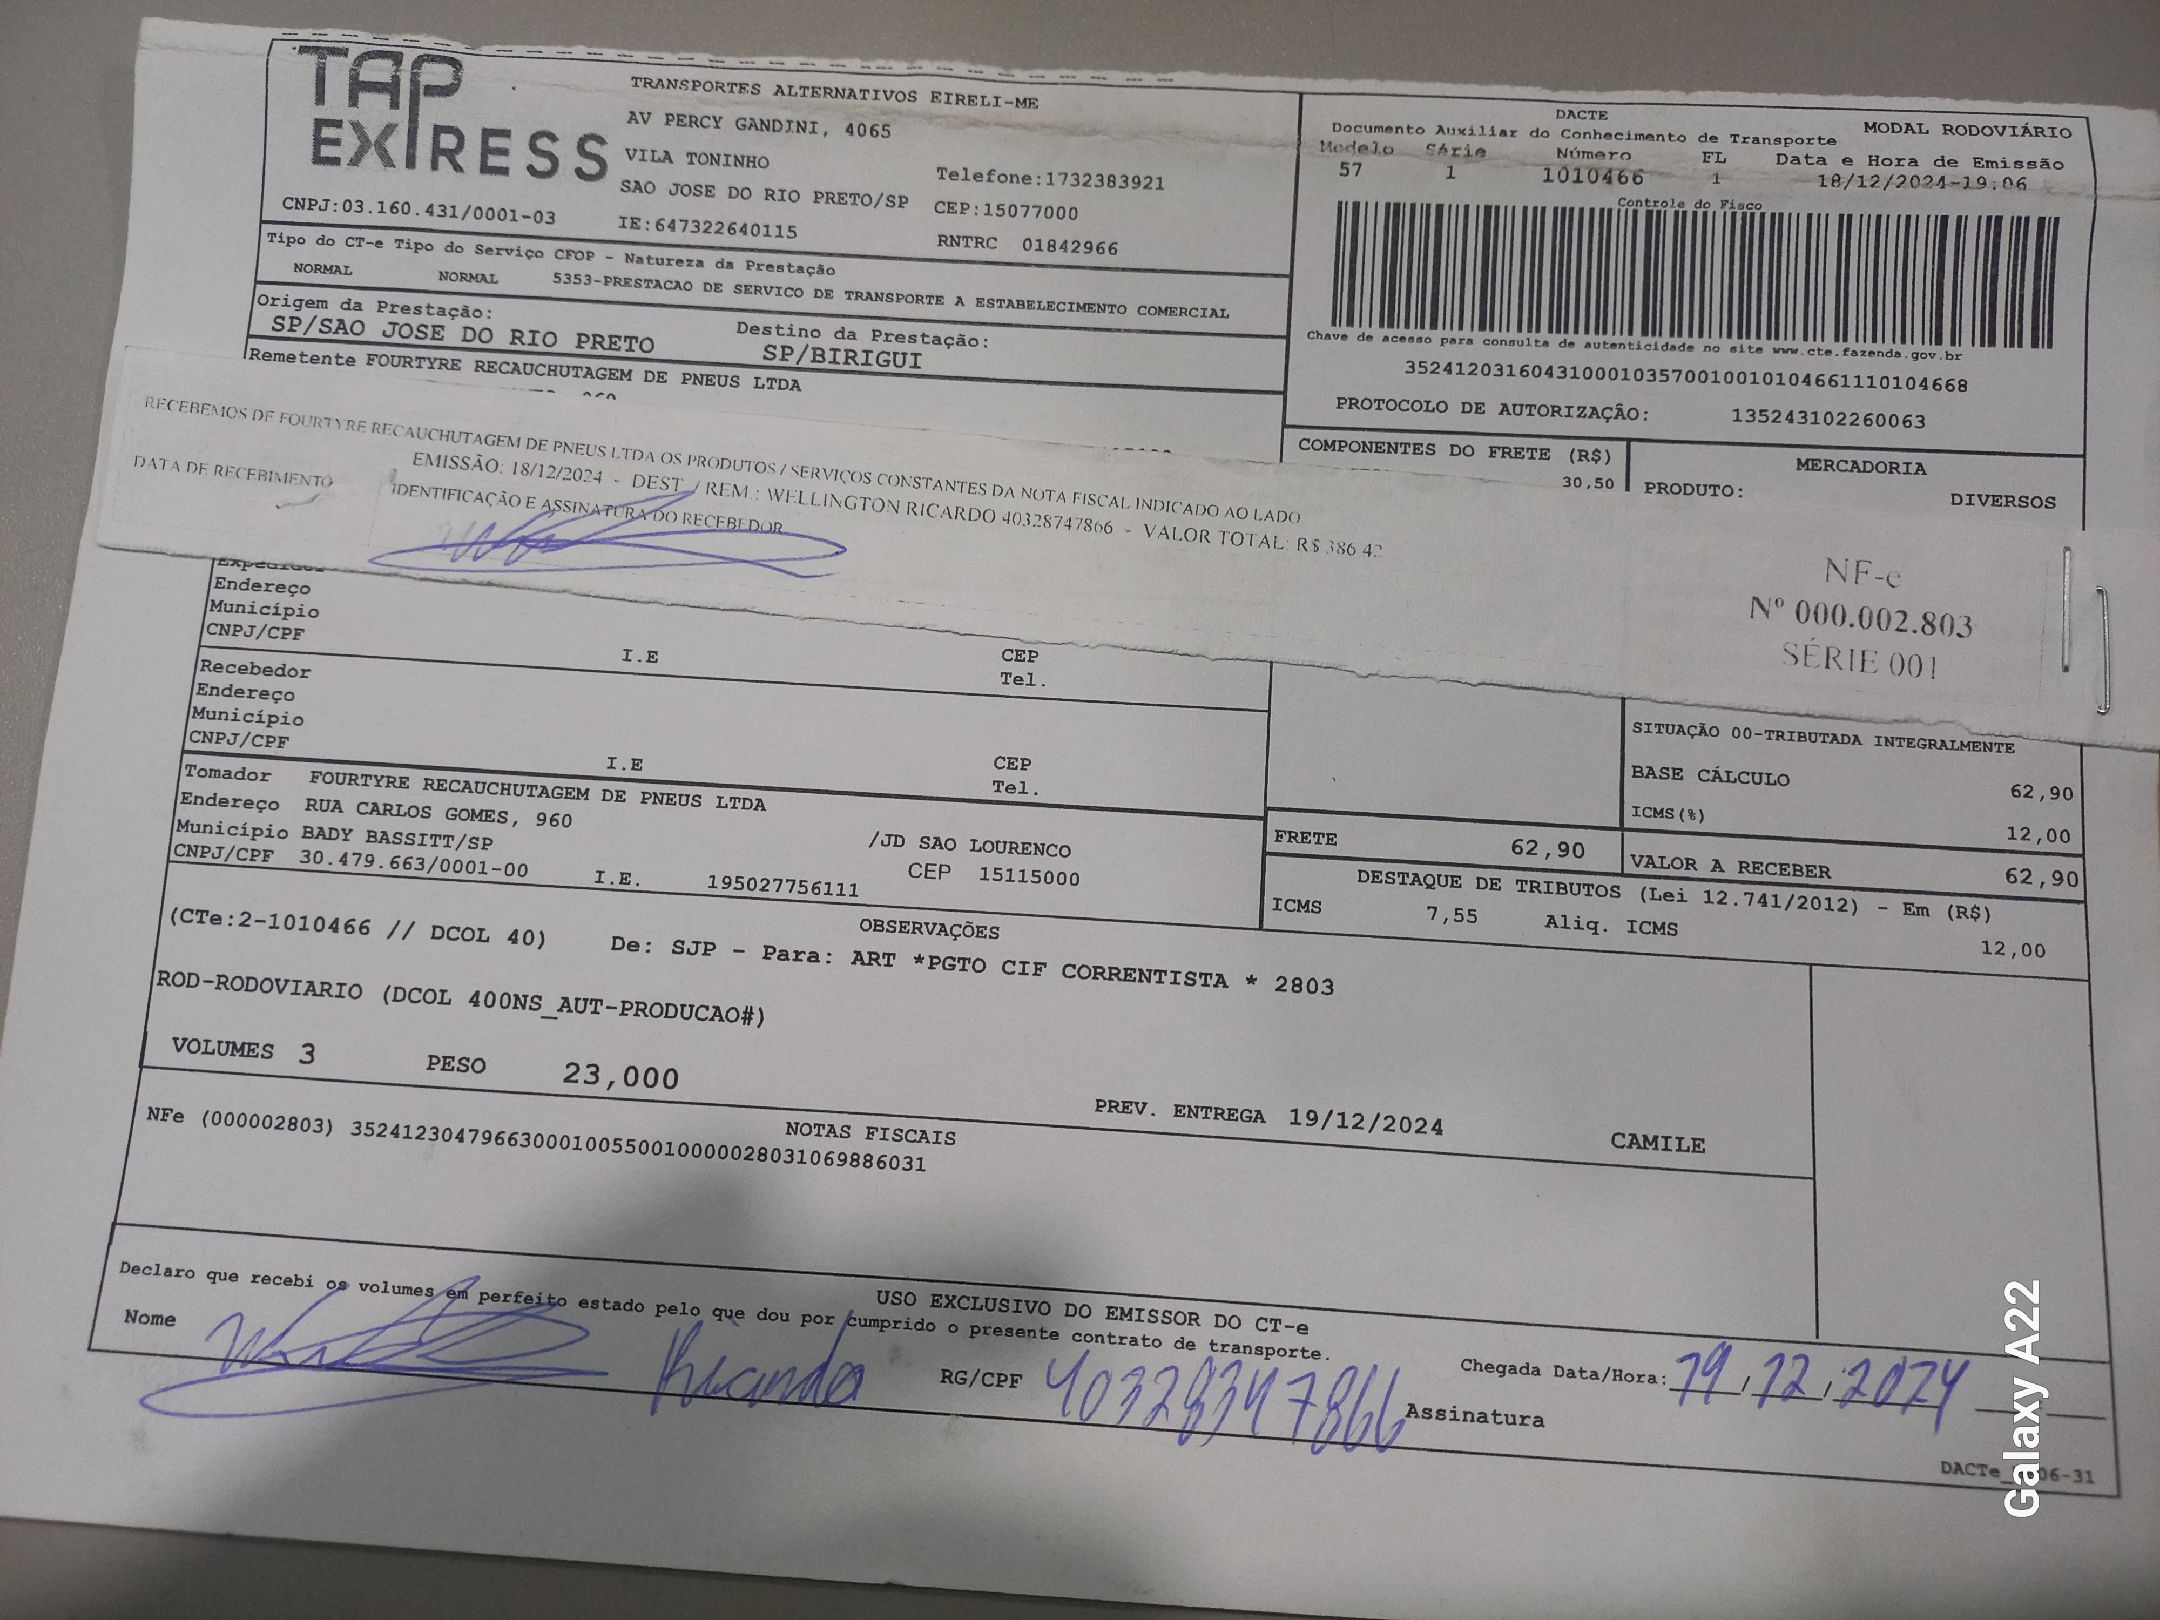 TAP EXPRESS
TRANSPORTES ALTERNATIVOS EIRELI-ME
AV PERCY GANDINI, 4065
VILA TONINHO
SAO JOSE DO RIO PRETO/SP
Telefone:1732383921
CEP:15077000
CNPJ:03.160.431/0001-03
IE:647322640115
RNTRC 01842966
DACTE
Documento Auxiliar do Conhecimento de Transporte
MODAL RODOVIÁRIO
Modelo Série Número FL Data e Hora de Emissão
57 1 1010466 1 18/12/2024-19:06
Controle do Fisco
Chave de acesso para consulta de autenticidade no site www.cte.fazenda.gov.br
35241203160431000103570010010104661110104668
PROTOCOLO DE AUTORIZAÇÃO: 135243102260063
Tipo do CT-e Tipo do Serviço CFOP - Natureza da Prestação
NORMAL NORMAL 5353-PRESTACAO DE SERVICO DE TRANSPORTE A ESTABELECIMENTO COMERCIAL
Origem da Prestação:
SP/SAO JOSE DO RIO PRETO
Destino da Prestação:
SP/BIRIGUI
Remetente FOURTYRE RECAUCHUTAGEM DE PNEUS LTDA
COMPONENTES DO FRETE (R$)
30,50
MERCADORIA
PRODUTO: DIVERSOS
RECEBEMOS DE FOURTYRE RECAUCHUTAGEM DE PNEUS LTDA OS PRODUTOS / SERVIÇOS CONSTANTES DA NOTA FISCAL INDICADO AO LADO
EMISSÃO: 18/12/2024 - DEST. / REM.: WELLINGTON RICARDO 40328747866 - VALOR TOTAL: R$ 386,42
DATA DE RECEBIMENTO
IDENTIFICAÇÃO E ASSINATURA DO RECEBEDOR
NF-e
Nº 000.002.803
SÉRIE 001
Expedidor
Endereço
Município
CNPJ/CPF
I.E
CEP
Tel.
Recebedor
Endereço
Município
CNPJ/CPF
I.E
CEP
Tel.
SITUAÇÃO 00-TRIBUTADA INTEGRALMENTE
BASE CÁLCULO 62,90
ICMS(%) 12,00
FRETE 62,90
VALOR A RECEBER 62,90
DESTAQUE DE TRIBUTOS (Lei 12.741/2012) - Em (R$)
ICMS 7,55 Aliq. ICMS 12,00
Tomador FOURTYRE RECAUCHUTAGEM DE PNEUS LTDA
Endereço RUA CARLOS GOMES, 960 /JD SAO LOURENCO
Município BADY BASSITT/SP CEP 15115000
CNPJ/CPF 30.479.663/0001-00 I.E. 195027756111
OBSERVAÇÕES
(CTe:2-1010466 // DCOL 40) De: SJP - Para: ART *PGTO CIF CORRENTISTA * 2803
ROD-RODOVIARIO (DCOL 400NS_AUT-PRODUCAO#)
VOLUMES 3 PESO 23,000
PREV. ENTREGA 19/12/2024 CAMILE
NOTAS FISCAIS
NFe (000002803) 35241230479663000100550010000028031069886031
USO EXCLUSIVO DO EMISSOR DO CT-e
Declaro que recebi os volumes em perfeito estado pelo que dou por cumprido o presente contrato de transporte.
Nome
RG/CPF 40328347866
Assinatura
Chegada Data/Hora: 19,12,2024
Galaxy A22